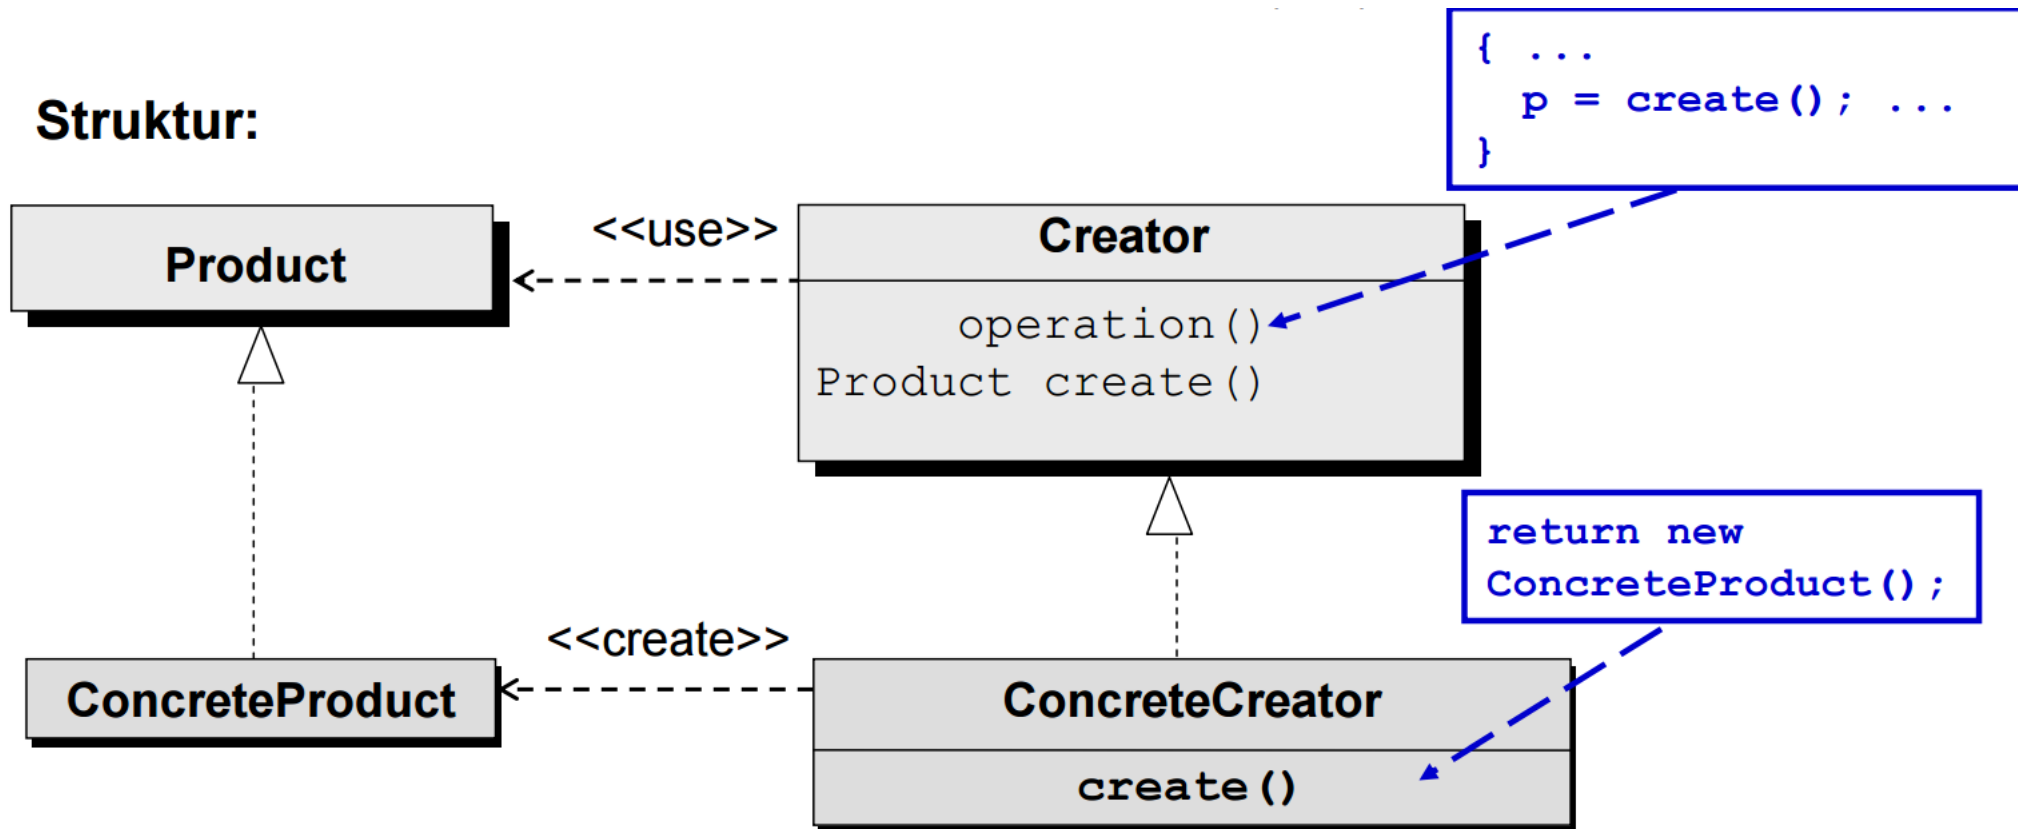 { ...
p = create(); ...
}
Struktur:
Product
<<use>>
Creator
operation()
Product create()
return new
ConcreteProduct();
<<create>>
ConcreteProduct
ConcreteCreator
create()